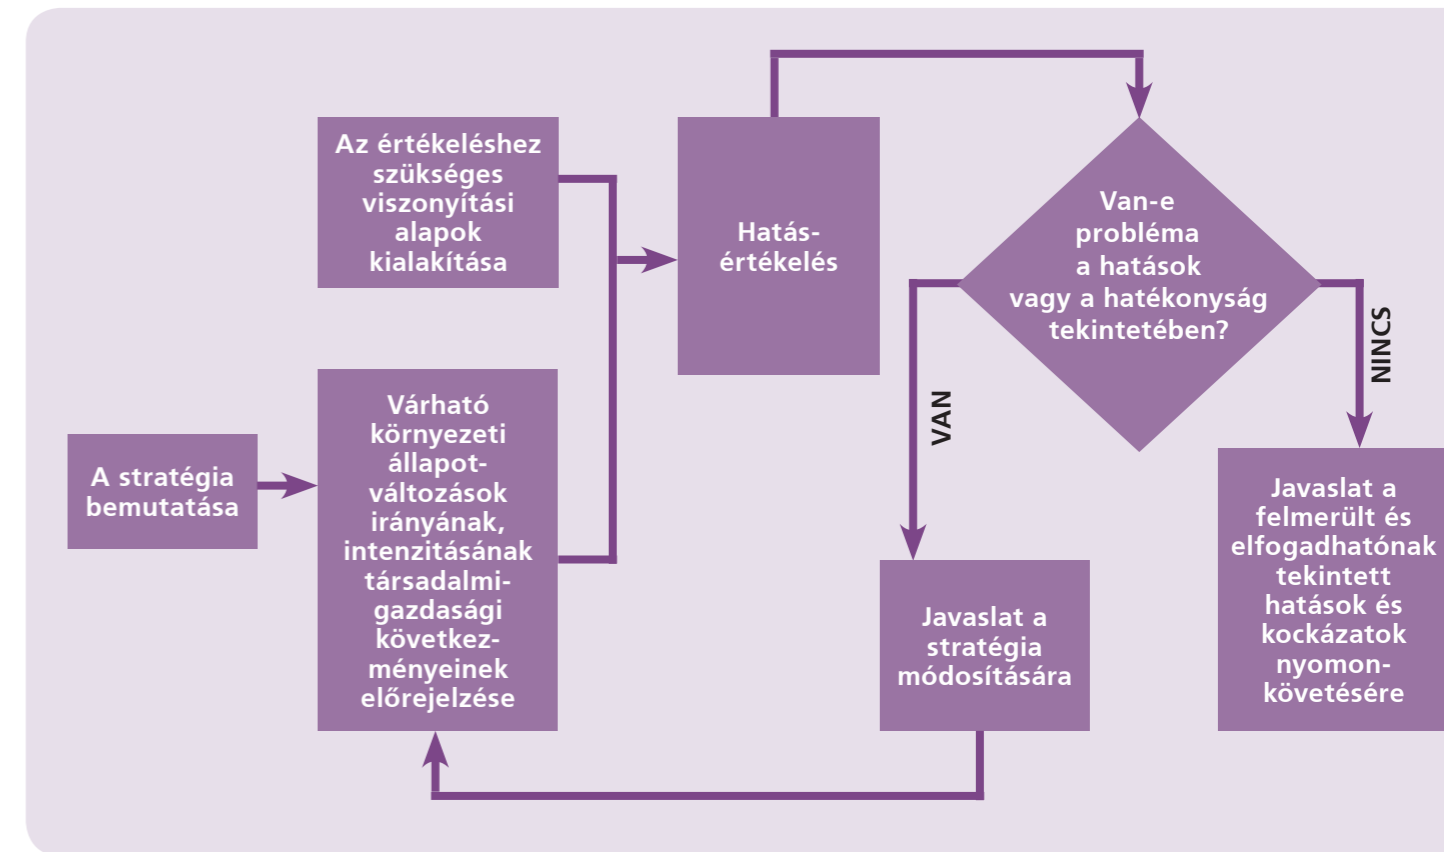 A stratégia
bemutatása
Az értékeléshez
szükséges
viszonyítási
alapok
kialakítása
Várható
környezeti
állapot-
változások
irányának,
intenzitásának
társadalmi-
gazdasági
következ-
ményeinek
előrejelzése
Hatás-
értékelés
Van-e
probléma
a hatások
vagy a hatékonyság
tekintetében?
VAN
Javaslat a
stratégia
módosítására
NINCS
Javaslat a
felmerült és
elfogadhatónak
tekintett
hatások és
kockázatok
nyomon-
követésére